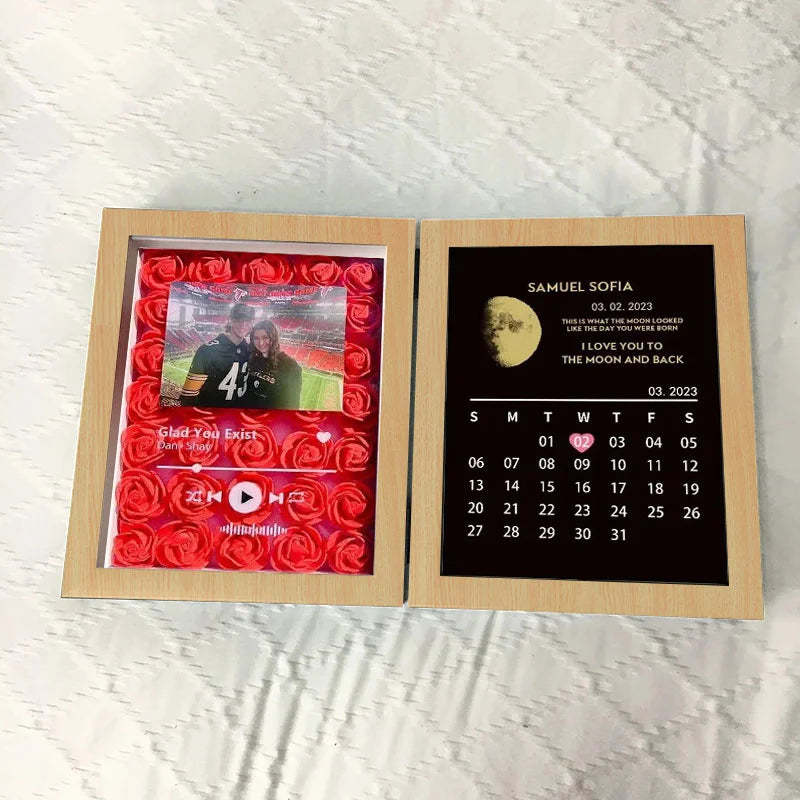 43
Glad You Exist
Dan+Shay
SAMUEL SOFIA
03. 02. 2023
THIS IS WHAT THE MOON LOOKED
LIKE THE DAY YOU WERE BORN
I LOVE YOU TO
THE MOON AND BACK
03. 2023
S M T W T F S
01 02 03 04 05
06 07 08 09 10 11 12
13 14 15 16 17 18 19
20 21 22 23 24 25 26
27 28 29 30 31